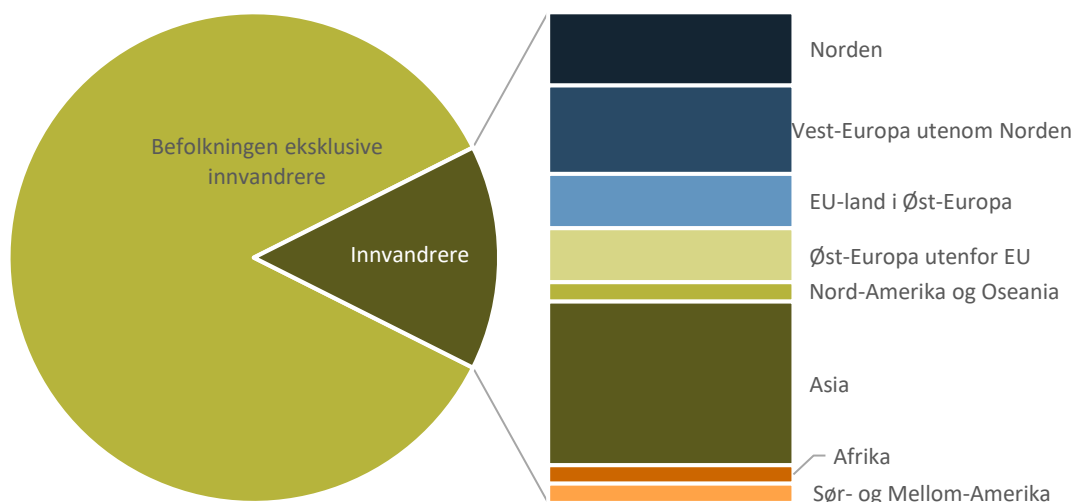 Befolkningen eksklusive
innvandrere
Innvandrere
Norden
Vest-Europa utenom Norden
EU-land i Øst-Europa
Øst-Europa utenfor EU
Nord-Amerika og Oseania
Asia
Afrika
Sør- og Mellom-Amerika